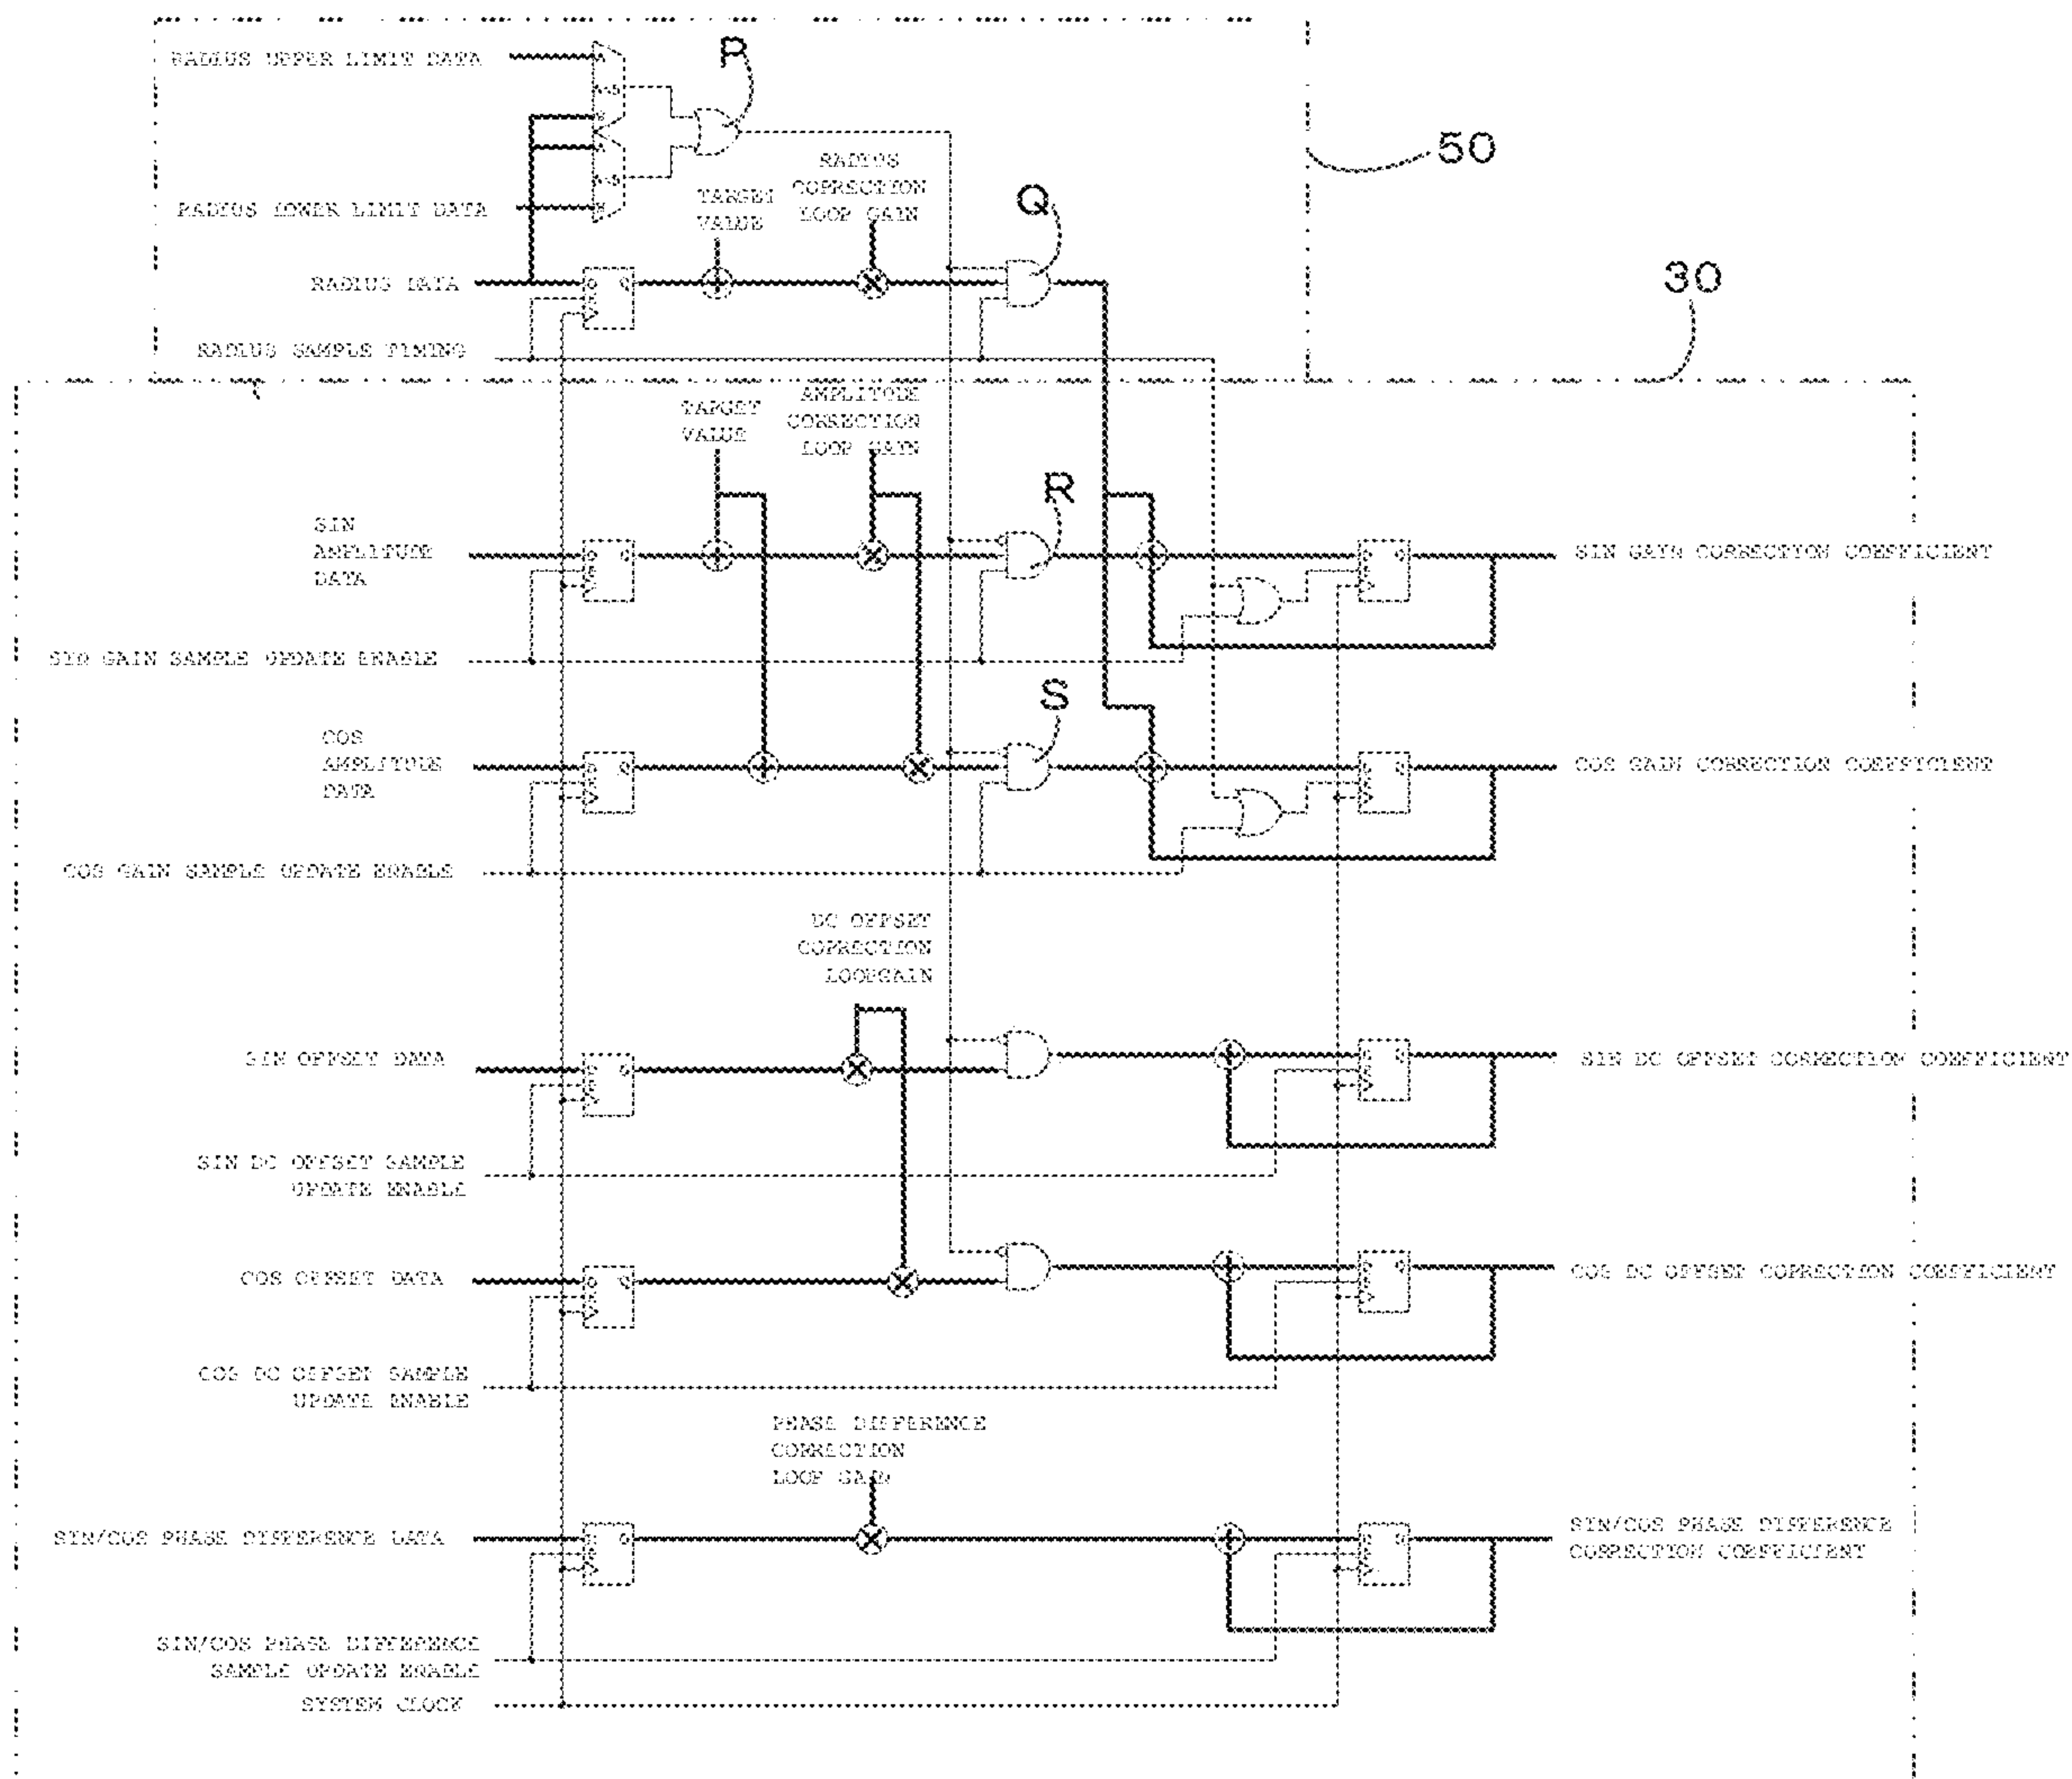 RADIUS UPPER LIMIT DATA
P
50
RADIUS
CORRECTION
LOOP GAIN
TARGET
VALUE
RADIUS LOWER LIMIT DATA
Q
RADIUS DATA
30
RADIUS SAMPLE TIMING
TARGET
VALUE
AMPLITUDE
CORRECTION
LOOP GAIN
R
SIN
AMPLITUDE
DATA
SIN GAIN CORRECTION COEFFICIENT
SIN GAIN SAMPLE UPDATE ENABLE
S
COS
AMPLITUDE
DATA
COS GAIN CORRECTION COEFFICIENT
COS GAIN SAMPLE UPDATE ENABLE
DC OFFSET
CORRECTION
LOOPGAIN
SIN OFFSET DATA
SIN DC OFFSET CORRECTION COEFFICIENT
SIN DC OFFSET SAMPLE
UPDATE ENABLE
COS OFFSET DATA
COS DC OFFSET CORRECTION COEFFICIENT
COS DC OFFSET SAMPLE
UPDATE ENABLE
PHASE DIFFERENCE
CORRECTION
LOOP GAIN
SIN/COS PHASE DIFFERENCE DATA
SIN/COS PHASE DIFFERENCE
CORRECTION COEFFICIENT
SIN/COS PHASE DIFFERENCE
SAMPLE UPDATE ENABLE
SYSTEM CLOCK